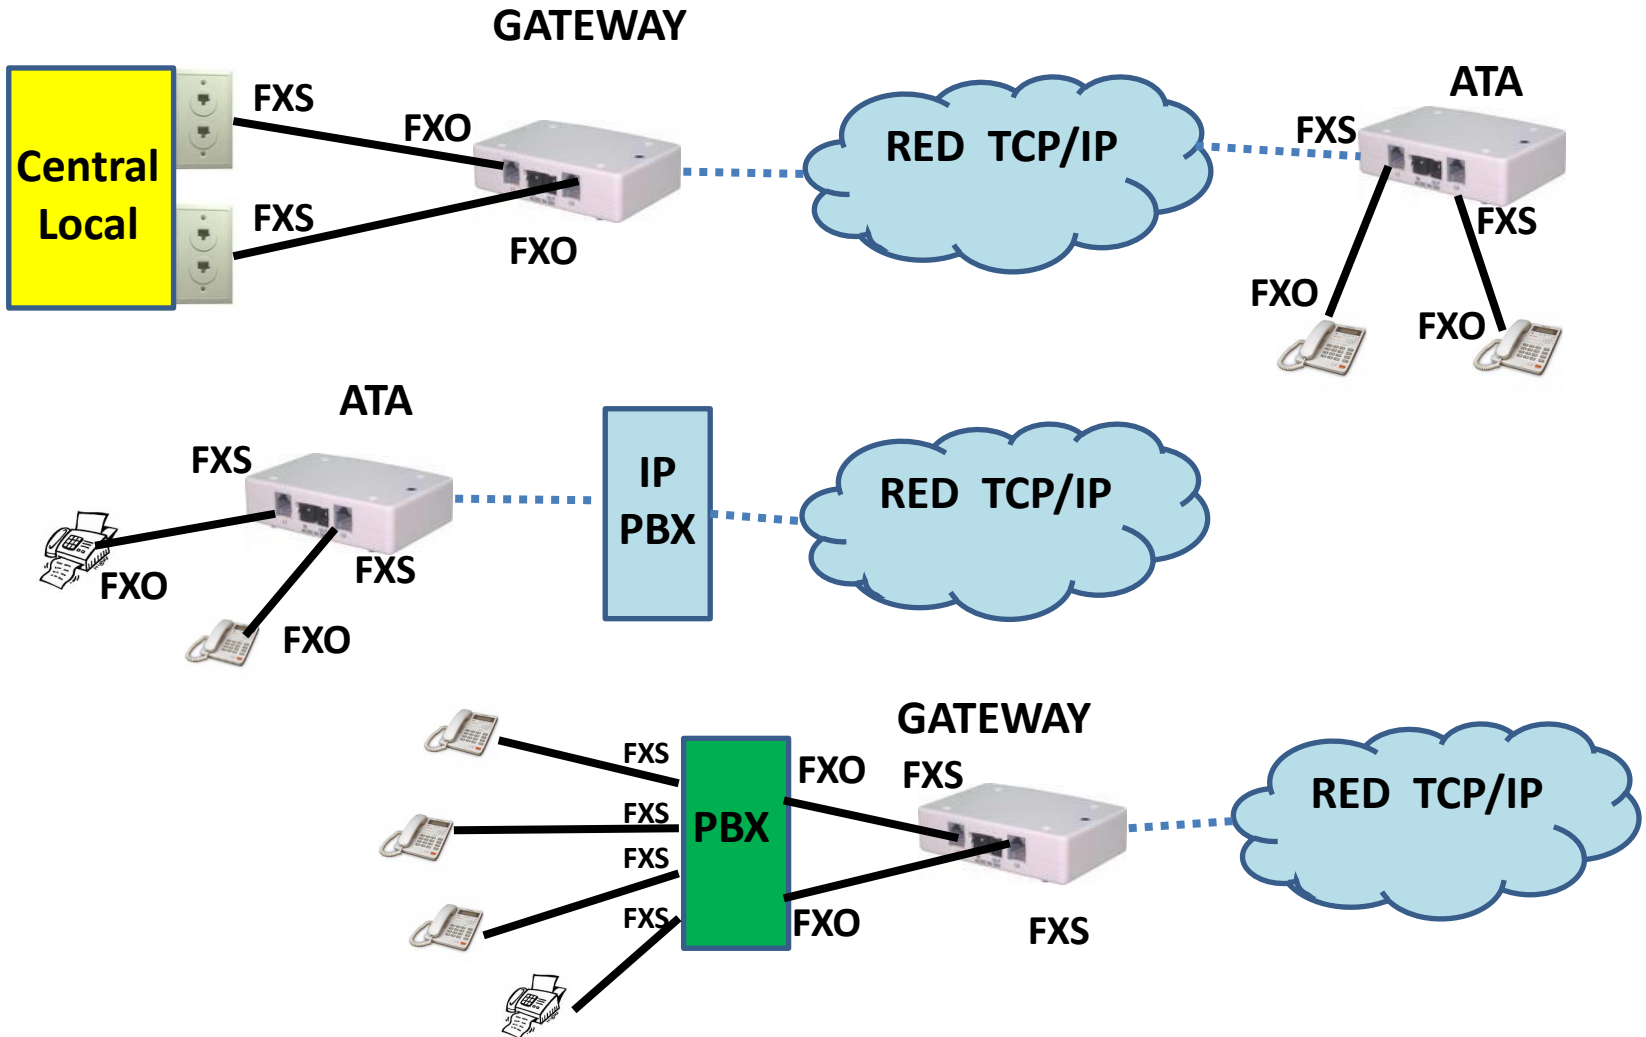 GATEWAY
ATA
FXS
FXO
FXS
Central
Local
RED TCP/IP
FXS
FXO
FXS
FXO
FXO
ATA
FXS
IP
PBX
RED TCP/IP
FXS
FXO
FXO
GATEWAY
FXS
FXO
FXS
RED TCP/IP
FXS
PBX
FXS
FXS
FXO
FXS